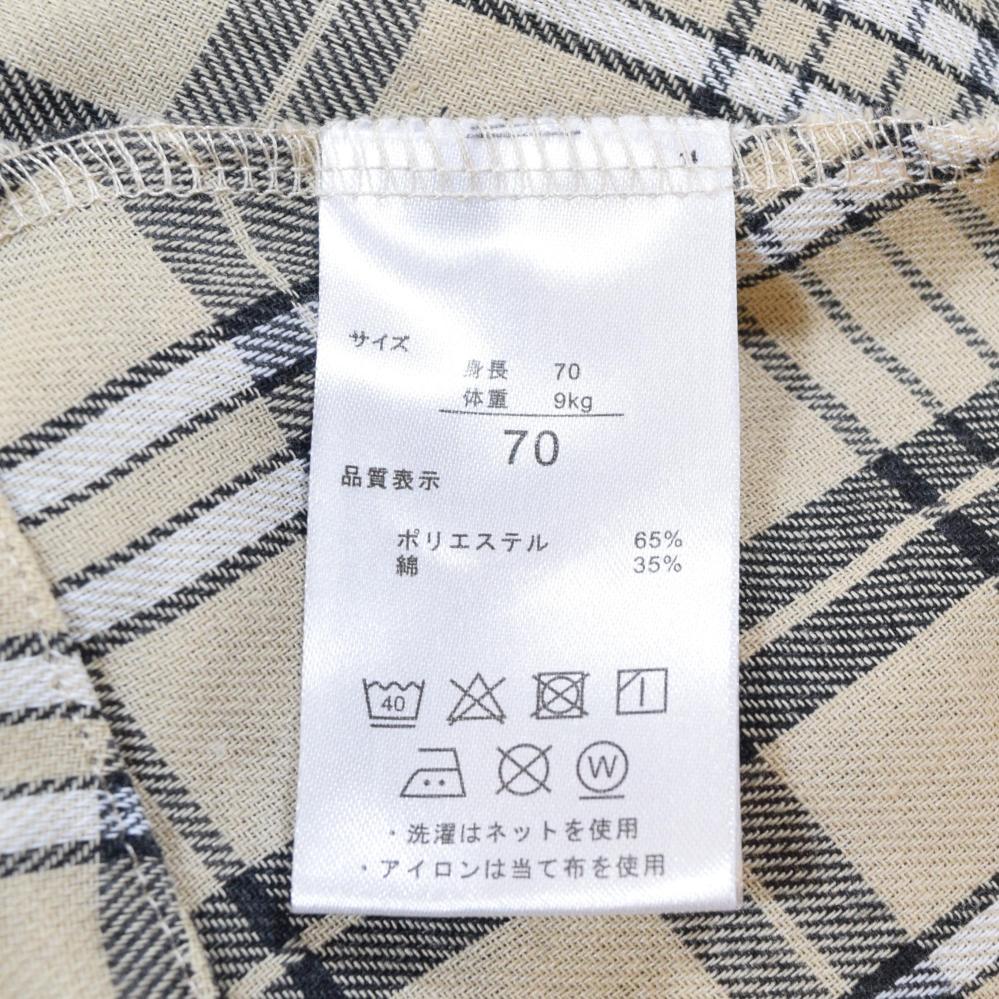 サイズ
身長 70
体重 9kg
70
品質表示
ポリエステル 65%
綿 35%
40
W
・洗濯はネットを使用
・アイロンは当て布を使用